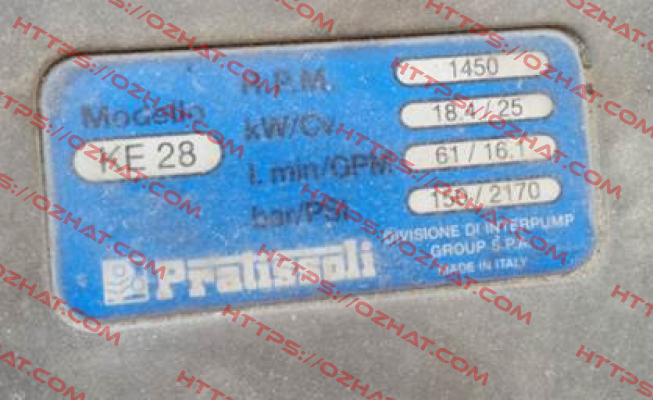 R.P.M. 1450
Modello
kW/Cv. 18.4 / 25
KE 28
l. min/GPM 61 / 16.1
bar/PSI 150 / 2170
Pratissoli
DIVISIONE DI INTERPUMP
GROUP S.P.A.
MADE IN ITALY
HTTPS://OZHAT.COM